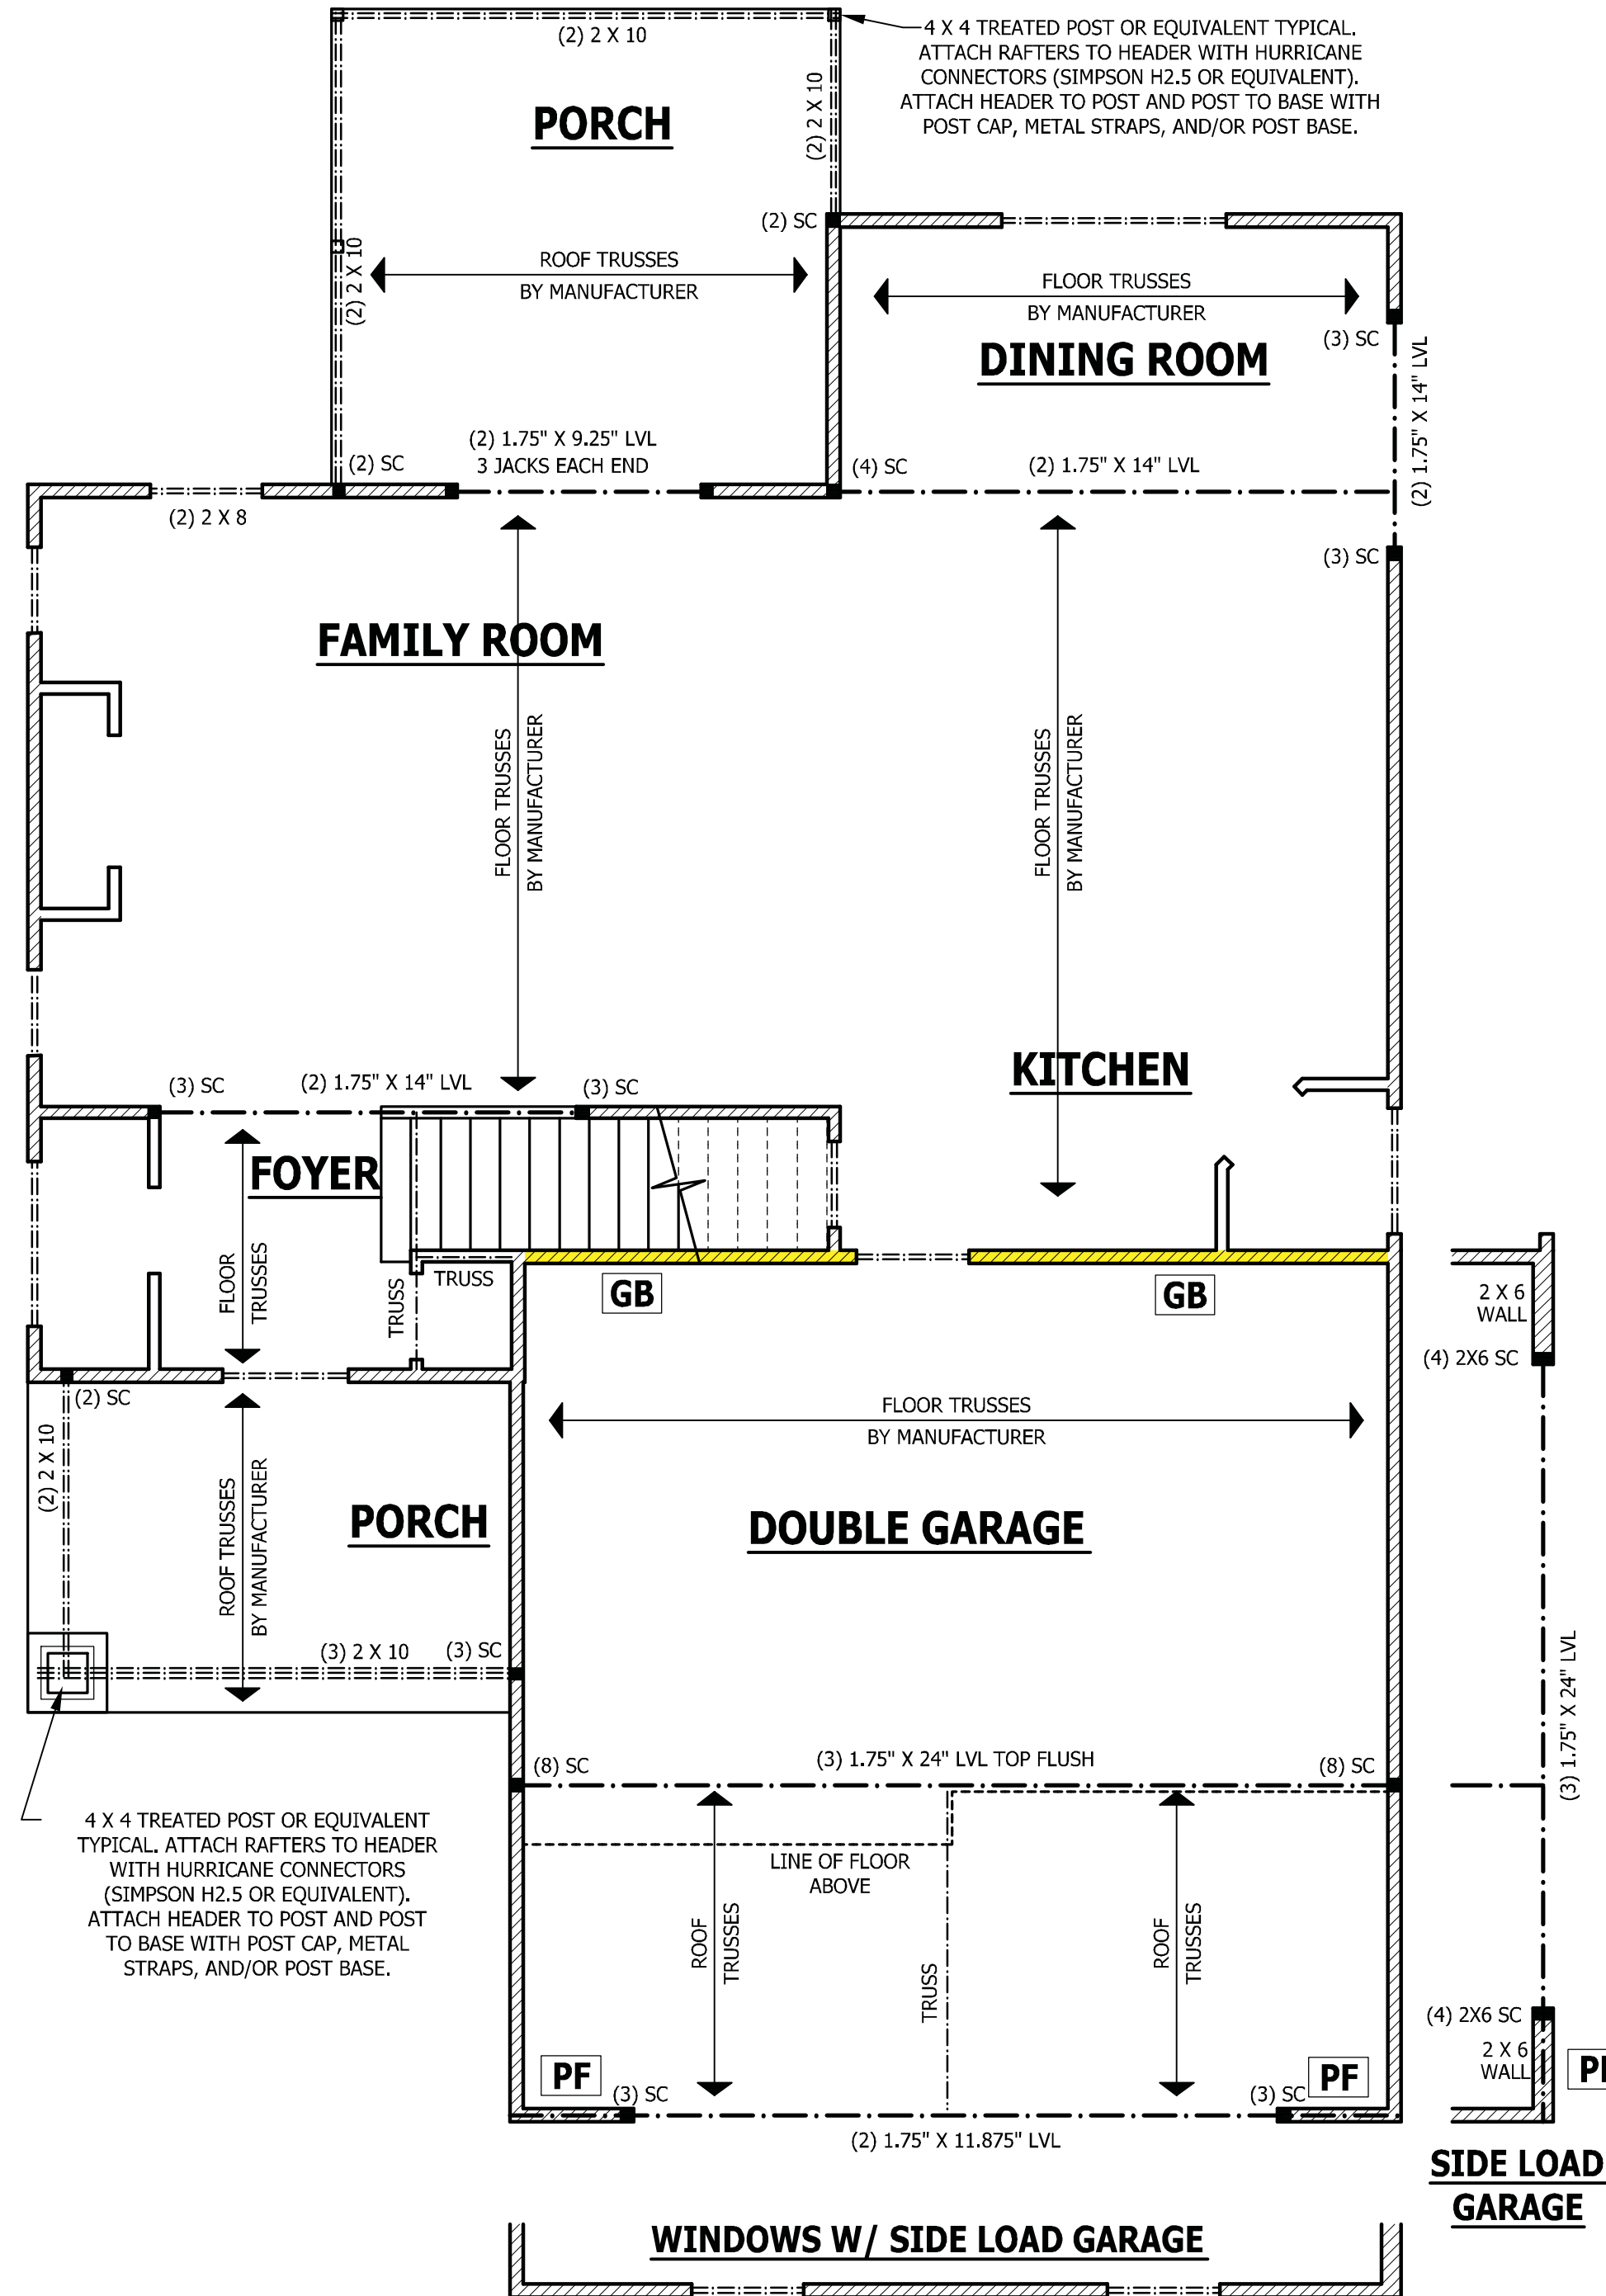 (2) 2 X 10
4 X 4 TREATED POST OR EQUIVALENT TYPICAL.
ATTACH RAFTERS TO HEADER WITH HURRICANE
CONNECTORS (SIMPSON H2.5 OR EQUIVALENT).
ATTACH HEADER TO POST AND POST TO BASE WITH
POST CAP, METAL STRAPS, AND/OR POST BASE.
PORCH
(2) 2 X 10
(2) SC
(2) 2 X 10
ROOF TRUSSES
BY MANUFACTURER
FLOOR TRUSSES
BY MANUFACTURER
(3) SC
DINING ROOM
(2) 1.75" X 14" LVL
(2) SC
(2) 1.75" X 9.25" LVL
3 JACKS EACH END
(4) SC
(2) 1.75" X 14" LVL
(2) 2 X 8
(3) SC
FAMILY ROOM
FLOOR TRUSSES
BY MANUFACTURER
FLOOR TRUSSES
BY MANUFACTURER
KITCHEN
(3) SC
(2) 1.75" X 14" LVL
(3) SC
FOYER
FLOOR
TRUSSES
TRUSS
TRUSS
GB
GB
2 X 6
WALL
(4) 2X6 SC
(2) SC
(2) 2 X 10
FLOOR TRUSSES
BY MANUFACTURER
ROOF TRUSSES
BY MANUFACTURER
PORCH
DOUBLE GARAGE
(3) 2 X 10
(3) SC
(3) 1.75" X 24" LVL
(8) SC
(3) 1.75" X 24" LVL TOP FLUSH
(8) SC
4 X 4 TREATED POST OR EQUIVALENT
TYPICAL. ATTACH RAFTERS TO HEADER
WITH HURRICANE CONNECTORS
(SIMPSON H2.5 OR EQUIVALENT).
ATTACH HEADER TO POST AND POST
TO BASE WITH POST CAP, METAL
STRAPS, AND/OR POST BASE.
LINE OF FLOOR
ABOVE
ROOF
TRUSSES
TRUSS
ROOF
TRUSSES
(4) 2X6 SC
2 X 6
WALL
PF
PF
(3) SC
(3) SC
(2) 1.75" X 11.875" LVL
SIDE LOAD
GARAGE
WINDOWS W/ SIDE LOAD GARAGE